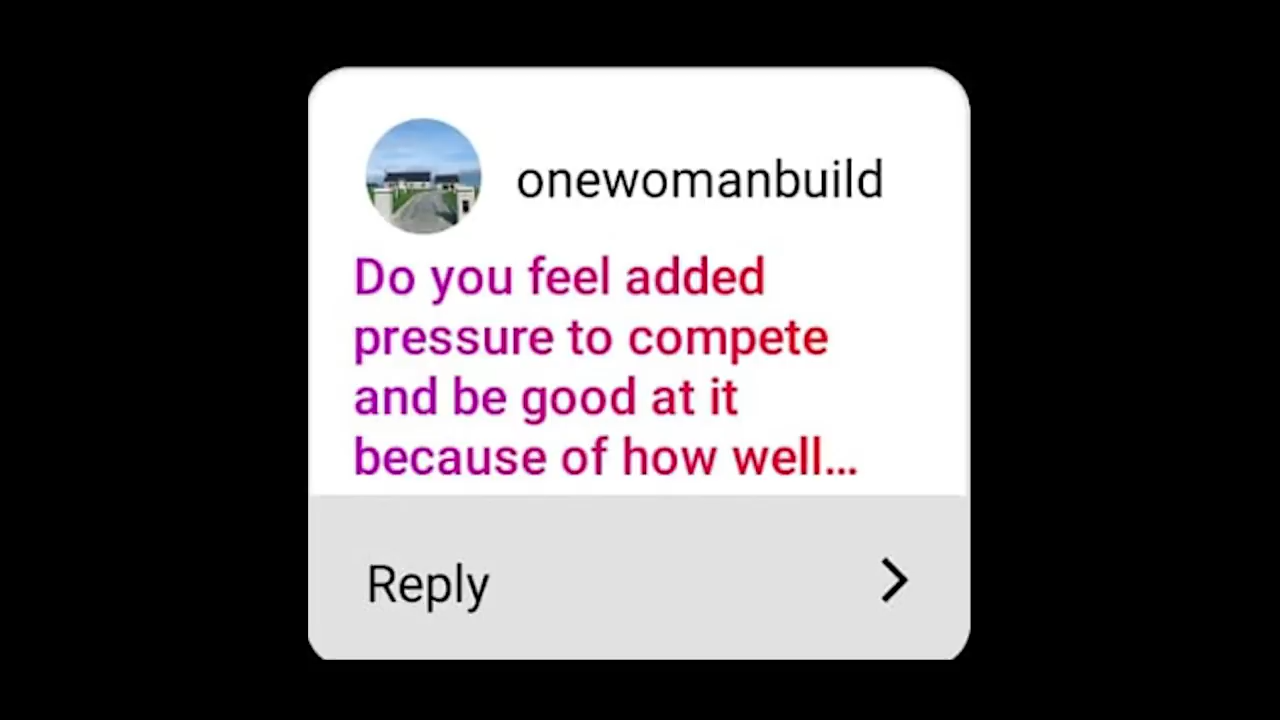 onewomanbuild
Do you feel added
pressure to compete
and be good at it
because of how well...
Reply